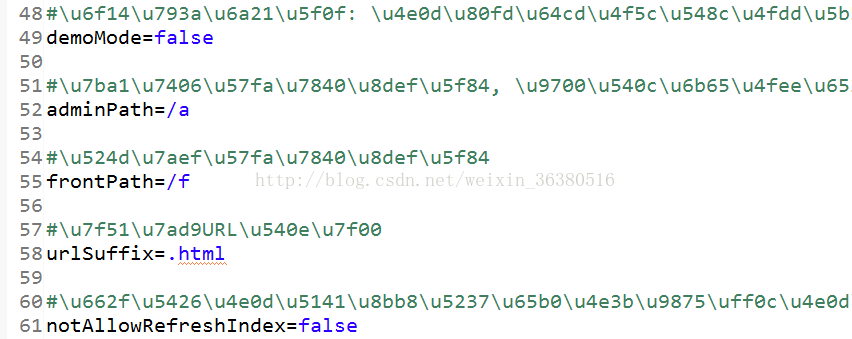 48#\u6f14\u793a\u6a21\u5f0f: \u4e0d\u80fd\u64cd\u4f5c\u548c\u4fdd\u5b
49demoMode=false
50
51#\u7ba1\u7406\u57fa\u7840\u8def\u5f84, \u9700\u540c\u6b65\u4fee\u65
52adminPath=/a
53
54#\u524d\u7aef\u57fa\u7840\u8def\u5f84
55frontPath=/f
http://blog.csdn.net/weixin_36380516
56
57#\u7f51\u7ad9URL\u540e\u7f00
58urlSuffix=.html
59
60#\u662f\u5426\u4e0d\u5141\u8bb8\u5237\u65b0\u4e3b\u9875\uff0c\u4e0d
61notAllowRefreshIndex=false